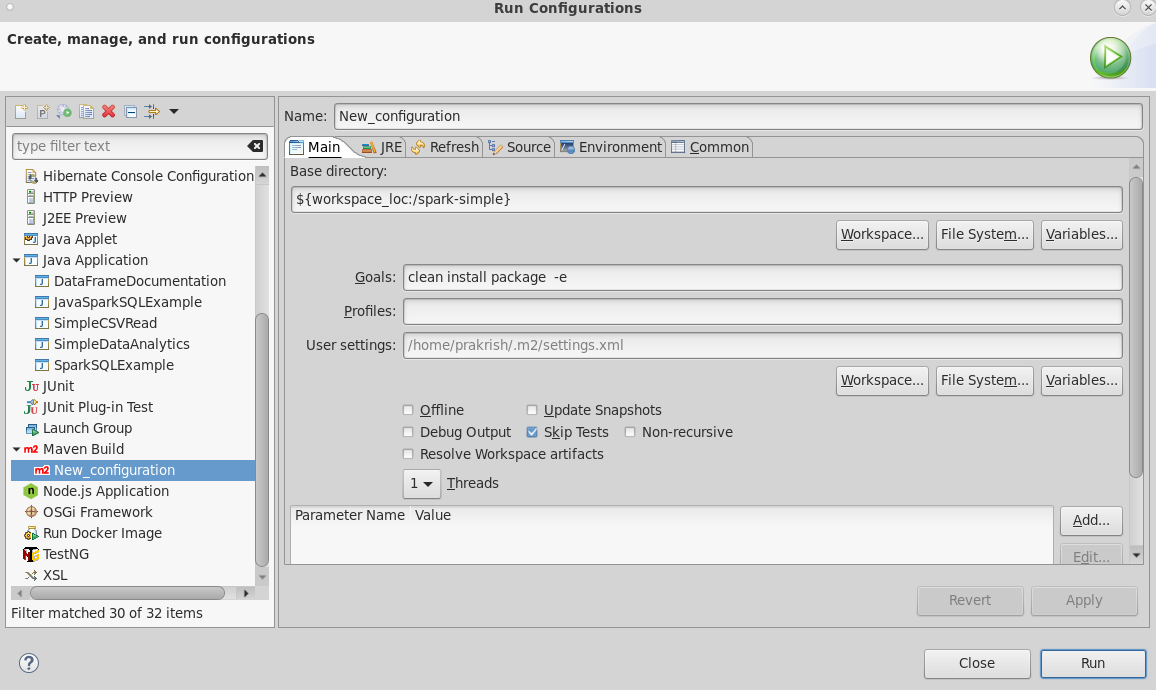 Run Configurations
Create, manage, and run configurations
type filter text
Hibernate Console Configuration
HTTP Preview
J2EE Preview
Java Applet
Java Application
DataFrameDocumentation
JavaSparkSQLExample
SimpleCSVRead
SimpleDataAnalytics
SparkSQLExample
JUnit
JUnit Plug-in Test
Launch Group
Maven Build
New_configuration
Node.js Application
OSGi Framework
Run Docker Image
TestNG
XSL
Filter matched 30 of 32 items
Name: New_configuration
Main JRE Refresh Source Environment Common
Base directory:
${workspace_loc:/spark-simple}
Workspace... File System... Variables...
Goals: clean install package  -e
Profiles:
User settings: /home/prakrish/.m2/settings.xml
Workspace... File System... Variables...
Offline Update Snapshots
Debug Output Skip Tests Non-recursive
Resolve Workspace artifacts
1 Threads
Parameter Name Value
Add...
Edit...
Revert Apply
Close Run